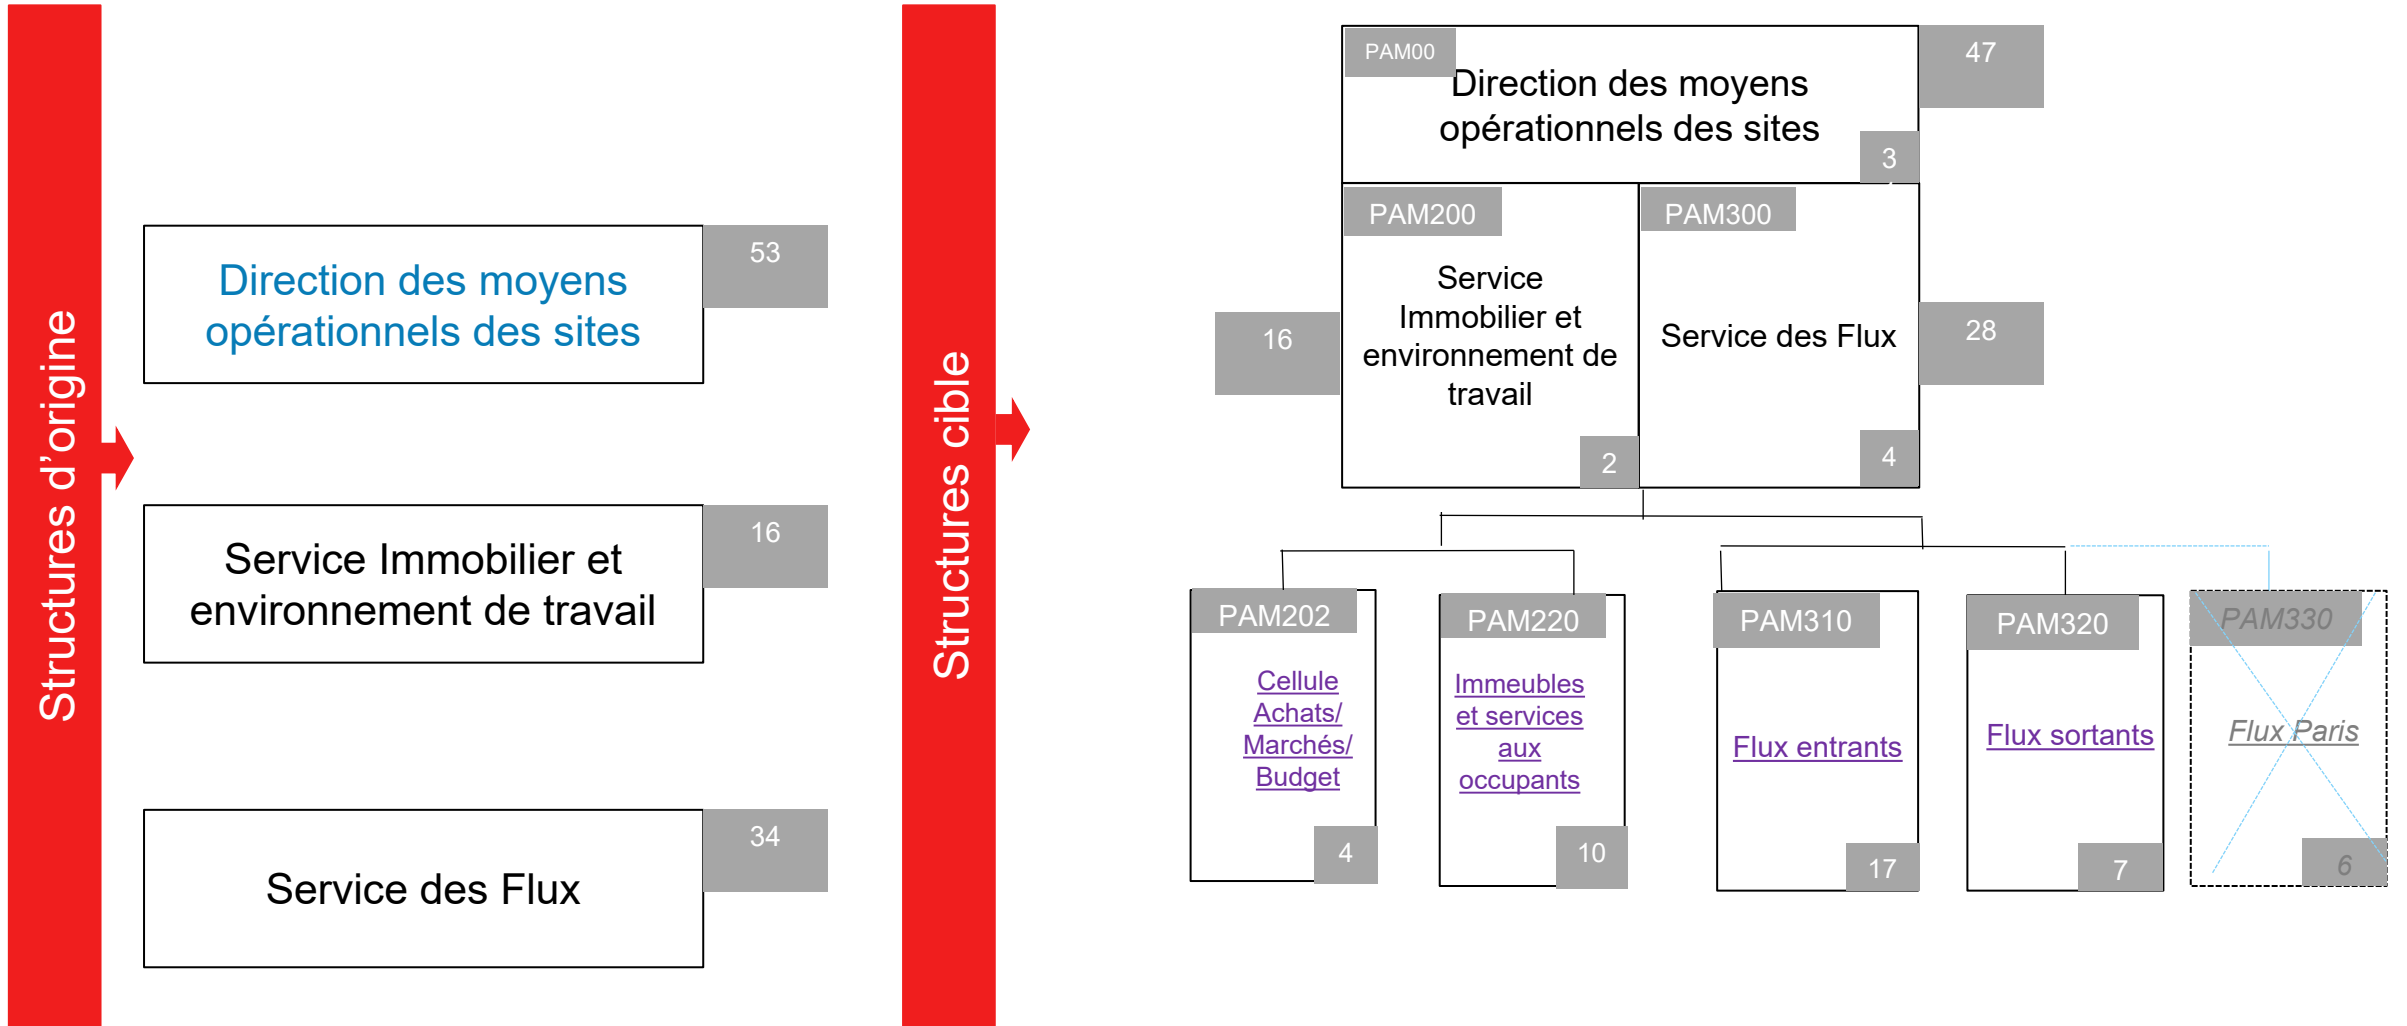 Structures d’origine
Direction des moyens
opérationnels des sites
53
Service Immobilier et
environnement de travail
16
Service des Flux
34
Structures cible
PAM00
Direction des moyens
opérationnels des sites
47
3
PAM200
Service
Immobilier et
environnement de
travail
16
2
PAM300
Service des Flux
28
4
PAM202
Cellule
Achats/
Marchés/
Budget
4
PAM220
Immeubles
et services
aux
occupants
10
PAM310
Flux entrants
17
PAM320
Flux sortants
7
PAM330
Flux Paris
6